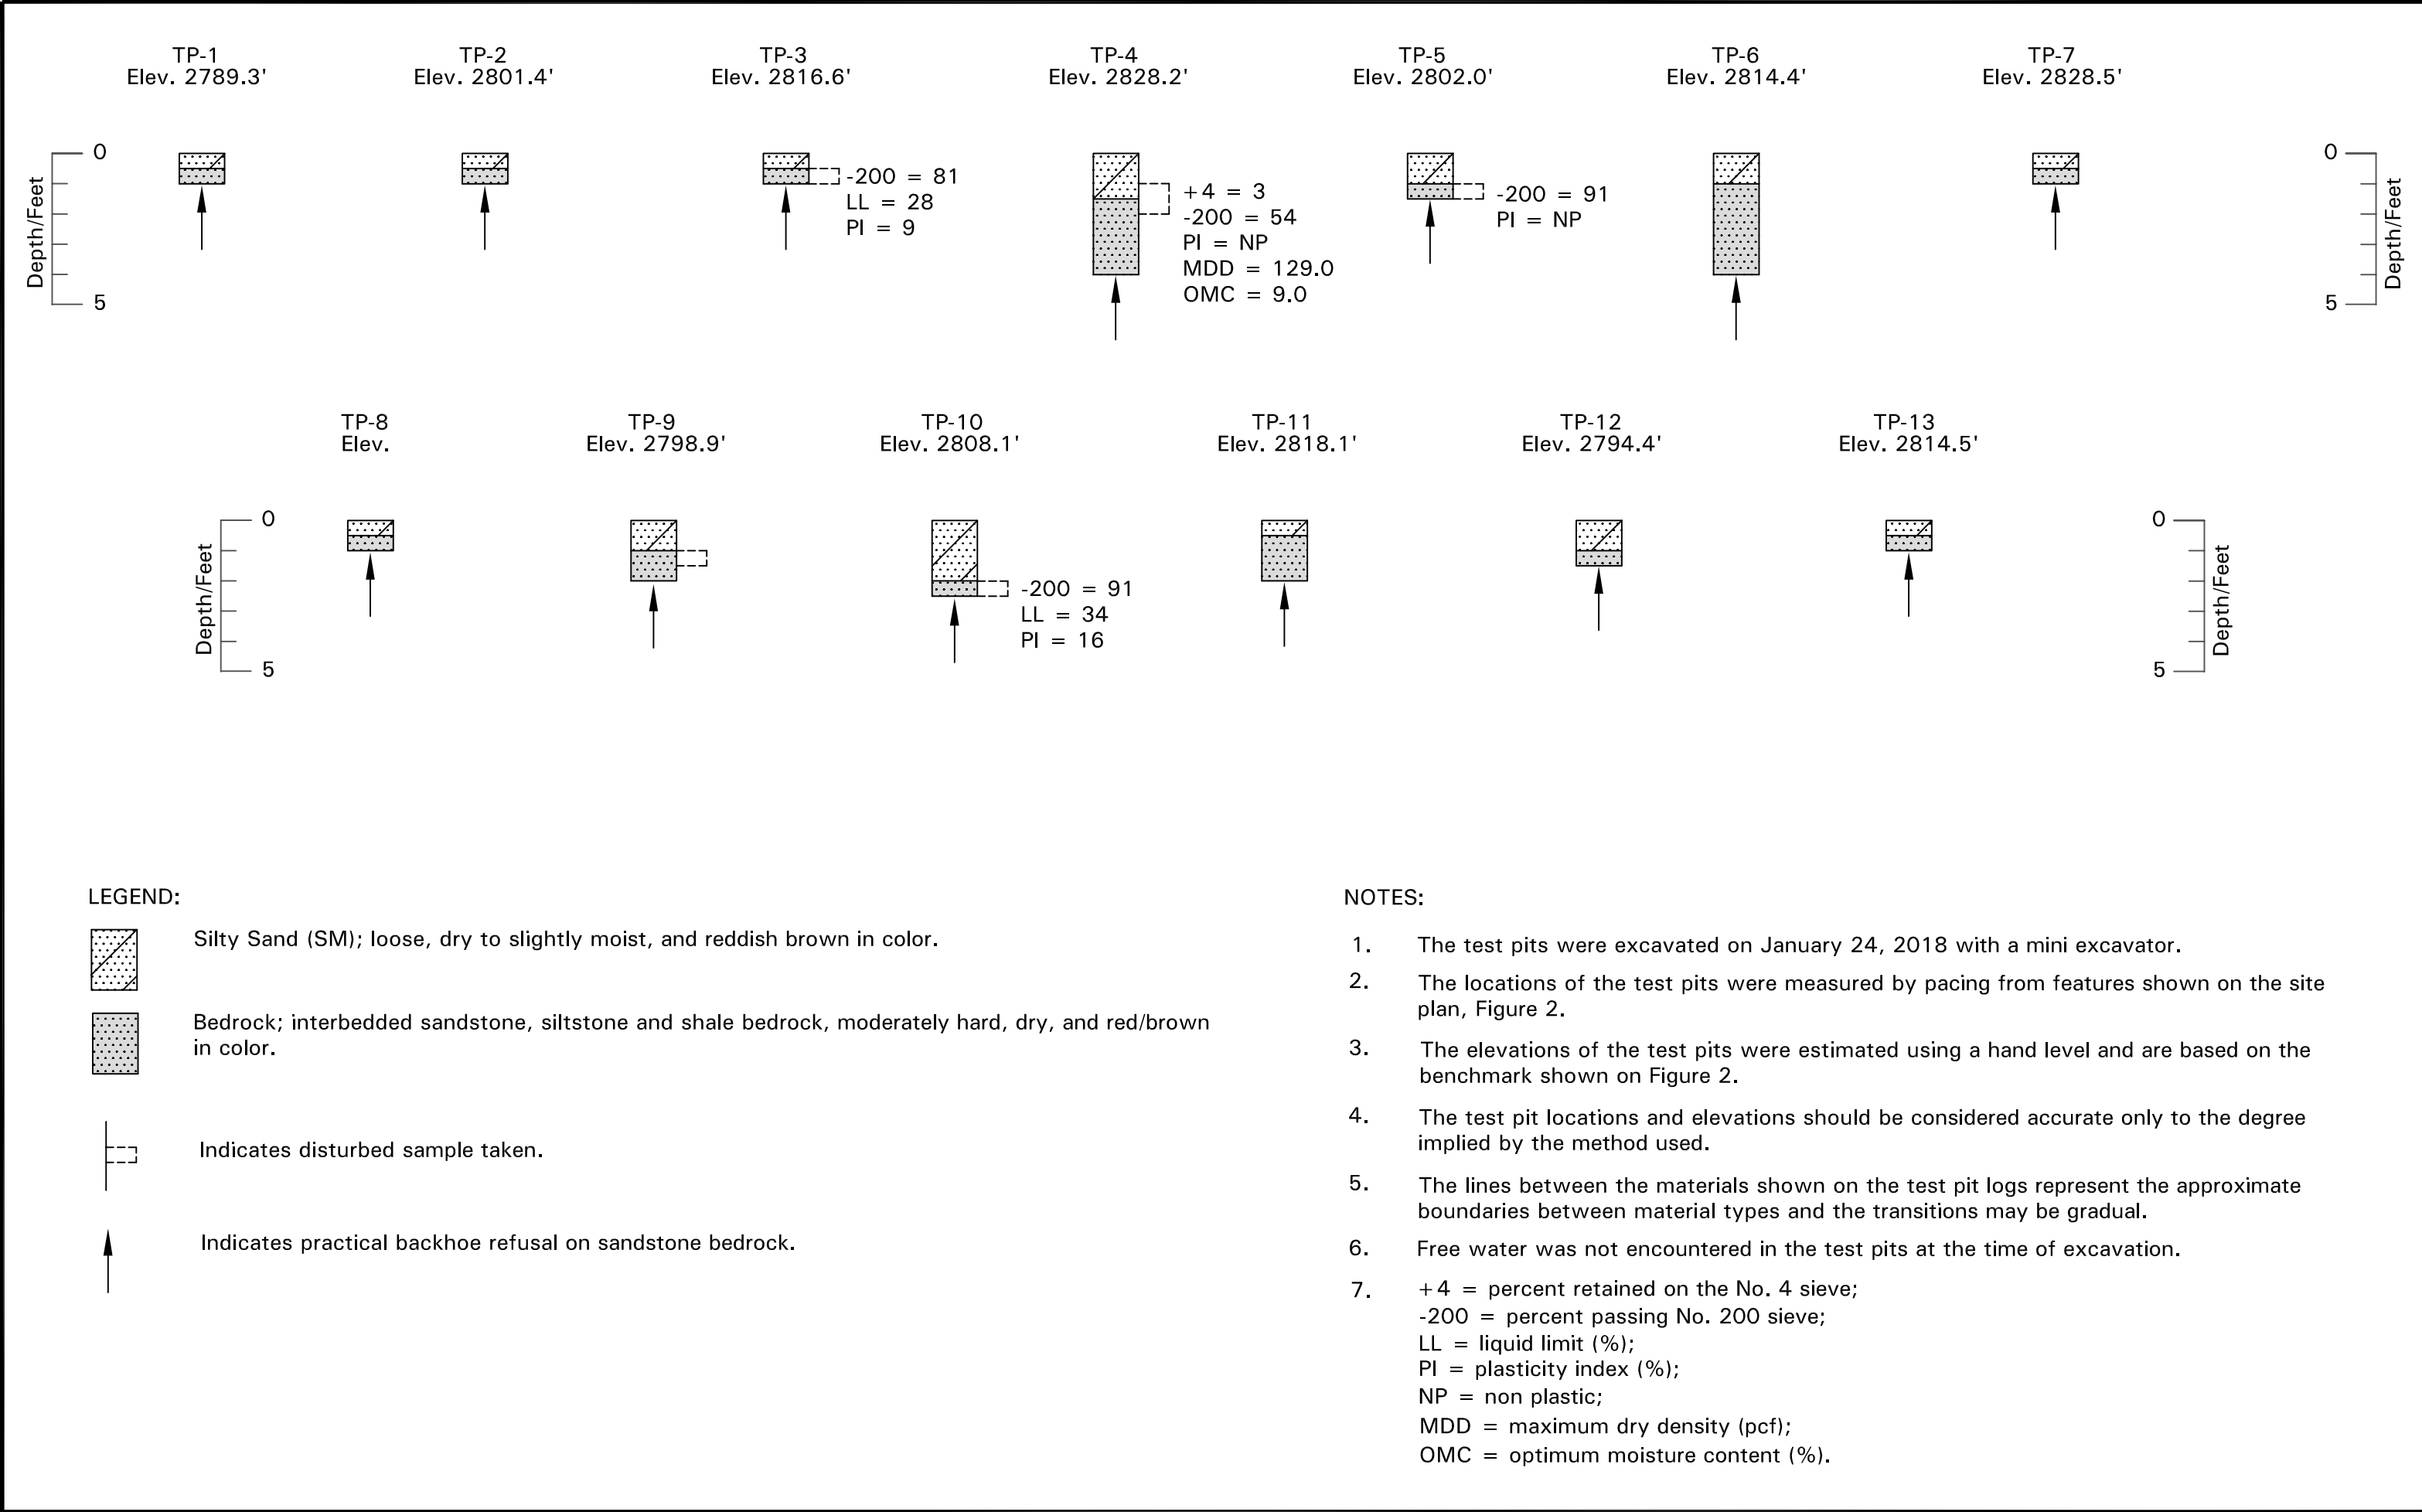 TP-1
Elev. 2789.3'
TP-2
Elev. 2801.4'
TP-3
Elev. 2816.6'
TP-4
Elev. 2828.2'
TP-5
Elev. 2802.0'
TP-6
Elev. 2814.4'
TP-7
Elev. 2828.5'
Depth/Feet
0
5
-200 = 81
LL = 28
PI = 9
+4 = 3
-200 = 54
PI = NP
MDD = 129.0
OMC = 9.0
-200 = 91
PI = NP
0
5
Depth/Feet
TP-8
Elev.
TP-9
Elev. 2798.9'
TP-10
Elev. 2808.1'
TP-11
Elev. 2818.1'
TP-12
Elev. 2794.4'
TP-13
Elev. 2814.5'
Depth/Feet
0
5
-200 = 91
LL = 34
PI = 16
0
5
Depth/Feet
LEGEND:
Silty Sand (SM); loose, dry to slightly moist, and reddish brown in color.
Bedrock; interbedded sandstone, siltstone and shale bedrock, moderately hard, dry, and red/brown
in color.
Indicates disturbed sample taken.
Indicates practical backhoe refusal on sandstone bedrock.
NOTES:
1. The test pits were excavated on January 24, 2018 with a mini excavator.
2. The locations of the test pits were measured by pacing from features shown on the site
plan, Figure 2.
3. The elevations of the test pits were estimated using a hand level and are based on the
benchmark shown on Figure 2.
4. The test pit locations and elevations should be considered accurate only to the degree
implied by the method used.
5. The lines between the materials shown on the test pit logs represent the approximate
boundaries between material types and the transitions may be gradual.
6. Free water was not encountered in the test pits at the time of excavation.
7. +4 = percent retained on the No. 4 sieve;
-200 = percent passing No. 200 sieve;
LL = liquid limit (%);
PI = plasticity index (%);
NP = non plastic;
MDD = maximum dry density (pcf);
OMC = optimum moisture content (%).